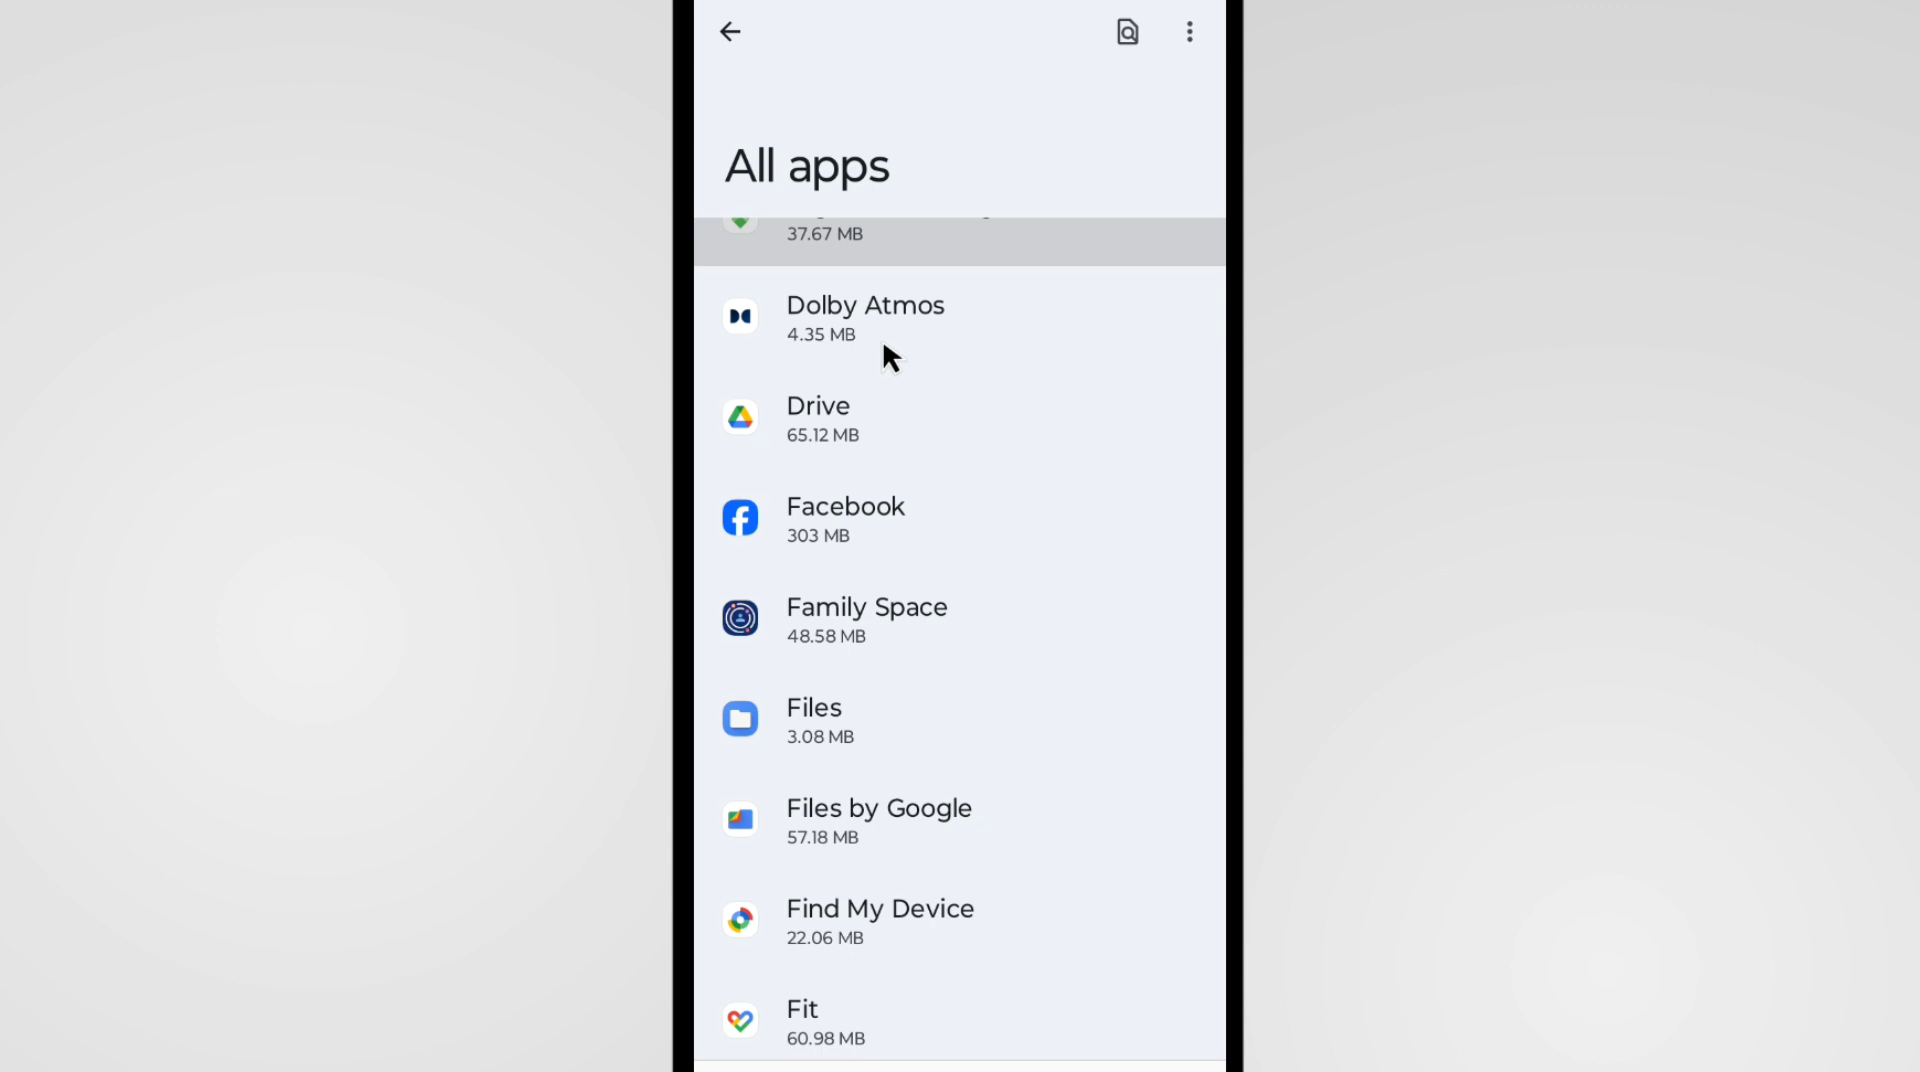 All apps
37.67 MB
Dolby Atmos
4.35 MB
Drive
65.12 MB
Facebook
303 MB
Family Space
48.58 MB
Files
3.08 MB
Files by Google
57.18 MB
Find My Device
22.06 MB
Fit
60.98 MB